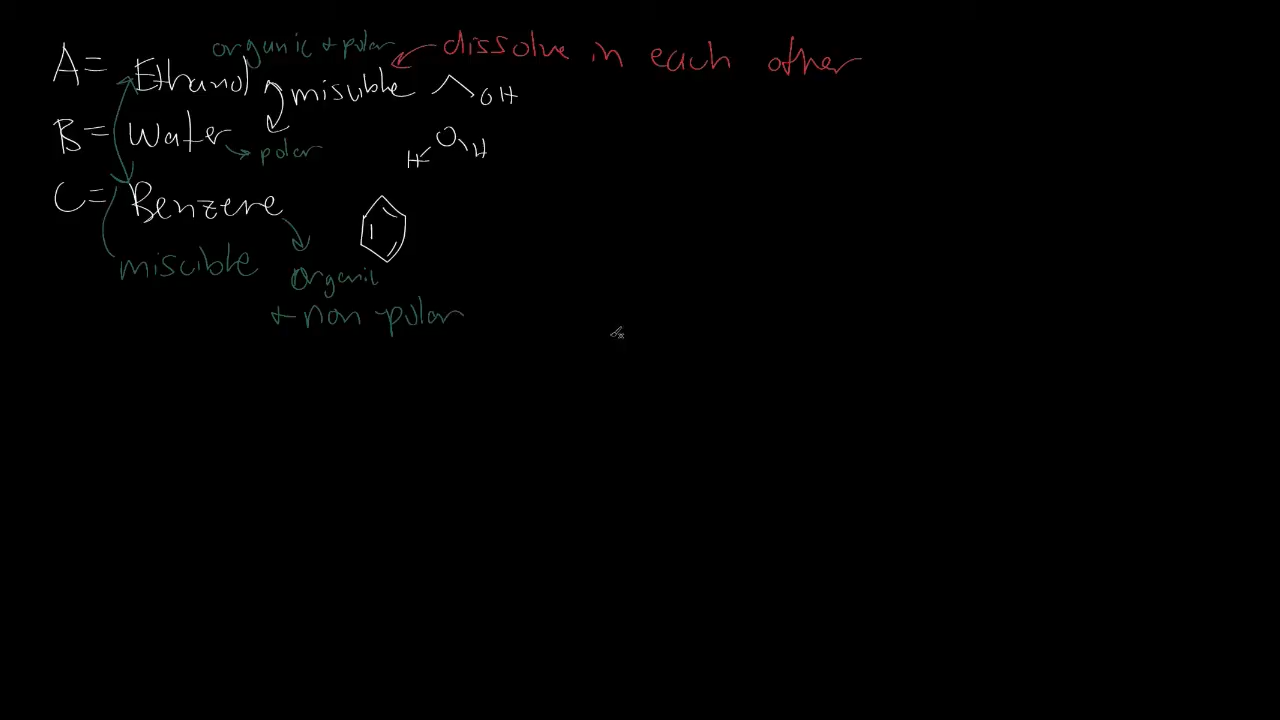 organic + polar
dissolve in each other
A= Ethanol miscible
OH
B= Water
polar
O
H H
C= Benzene
miscible
organic
+ non polar